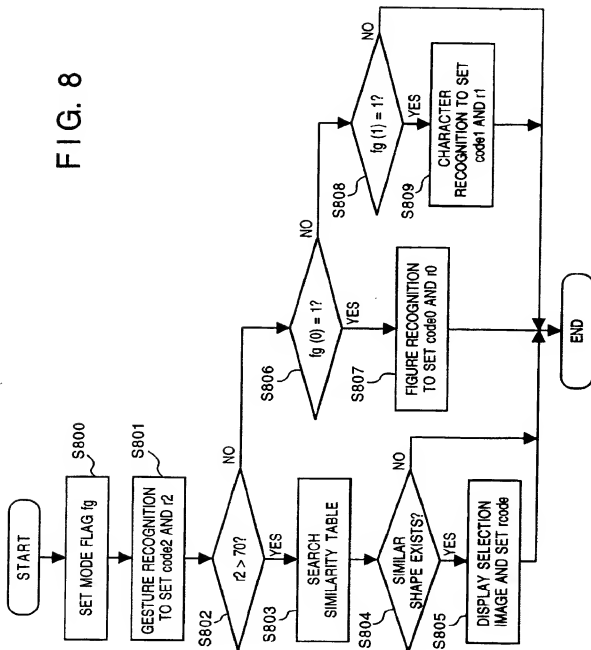 FIG. 8
START
S800
SET MODE FLAG fg
S801
GESTURE RECOGNITION
TO SET code2 AND r2
S802
r2 > 70?
NO
YES
S803
SEARCH
SIMILARITY TABLE
S804
SIMILAR
SHAPE EXISTS?
NO
YES
S805
DISPLAY SELECTION
IMAGE AND SET rcode
S806
fg (0) = 1?
NO
YES
S807
FIGURE RECOGNITION
TO SET code0 AND r0
S808
fg (1) = 1?
NO
YES
S809
CHARACTER
RECOGNITION TO SET
code1 AND r1
END